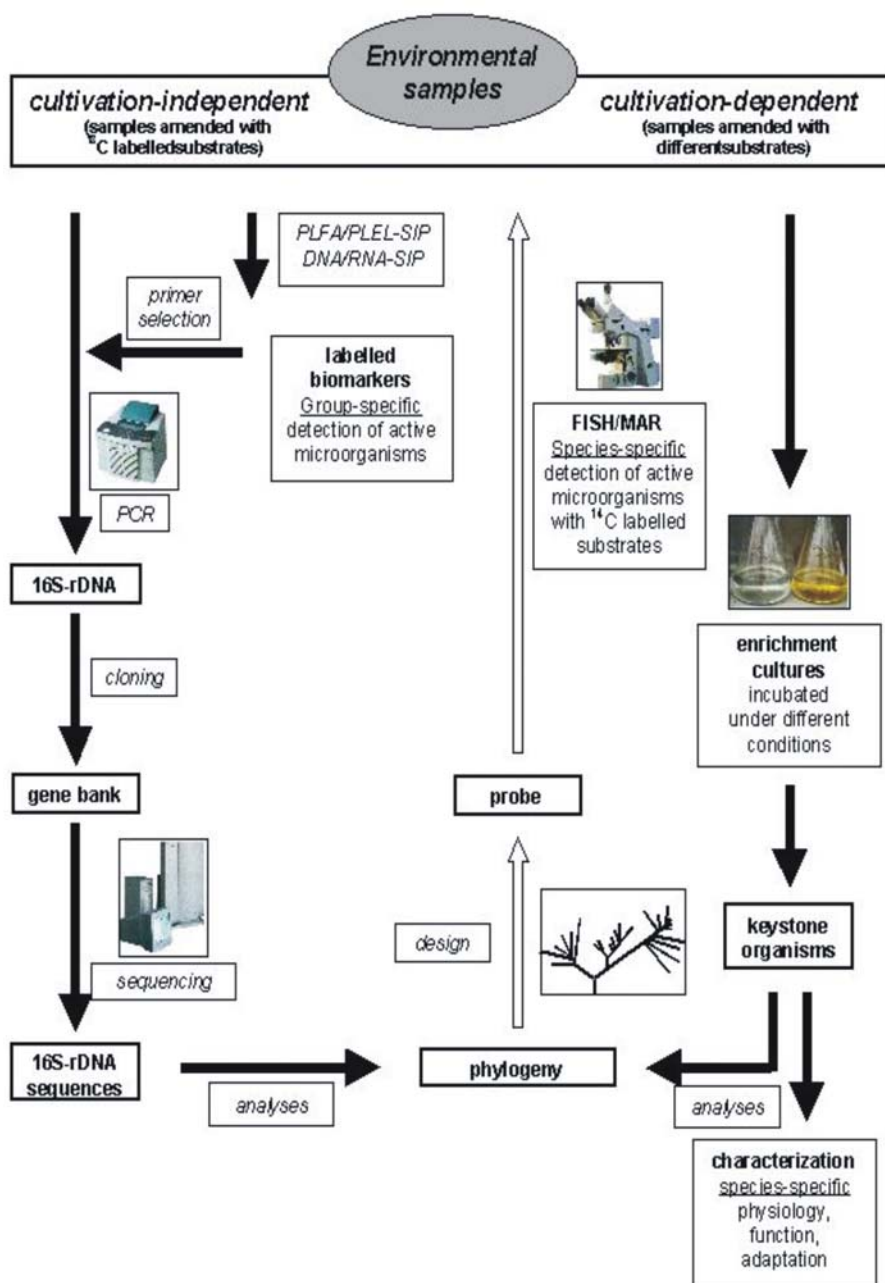 Environmental
samples
cultivation-independent
(samples amended with
C labelledsubstrates)
cultivation-dependent
(samples amended with
differentsubstrates)
PLFA/PLEL-SIP
DNA/RNA-SIP
primer
selection
labelled
biomarkers
Group-specific
detection of active
microorganisms
PCR
16S-rDNA
cloning
gene bank
sequencing
16S-rDNA
sequences
analyses
FISH/MAR
Species-specific
detection of active
microorganisms
with ¹⁴C labelled
substrates
probe
design
phylogeny
enrichment
cultures
incubated
under different
conditions
keystone
organisms
analyses
characterization
species-specific
physiology,
function,
adaptation